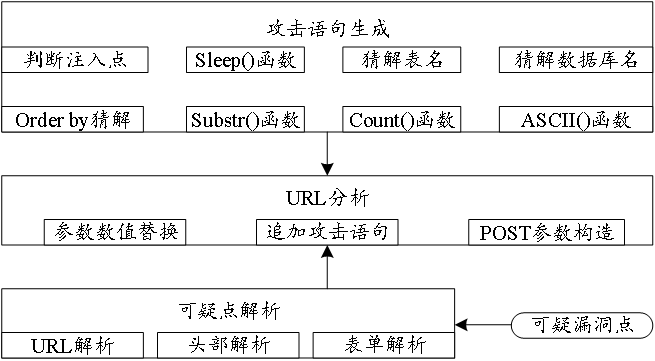 攻击语句生成
判断注入点 Sleep()函数 猜解表名 猜解数据库名
Order by猜解 Substr()函数 Count()函数 ASCII()函数
URL分析
参数数值替换 追加攻击语句 POST参数构造
可疑点解析
可疑漏洞点
URL解析 头部解析 表单解析